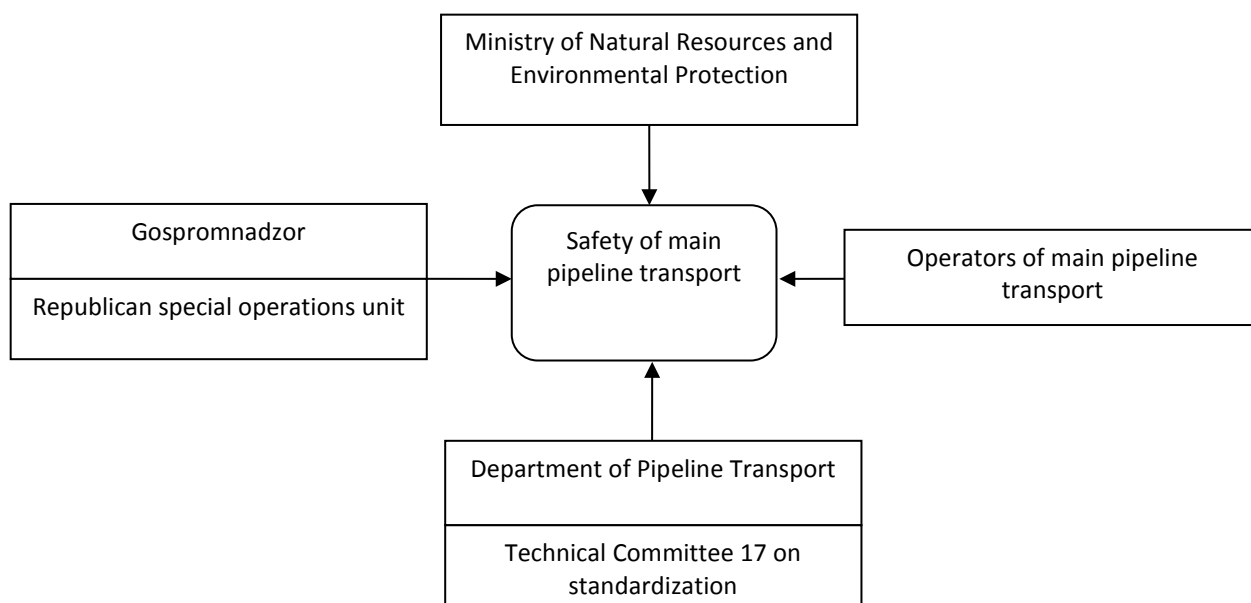 Ministry of Natural Resources and
Environmental Protection
Gospromnadzor
Republican special operations unit
Safety of main
pipeline transport
Operators of main pipeline
transport
Department of Pipeline Transport
Technical Committee 17 on
standardization